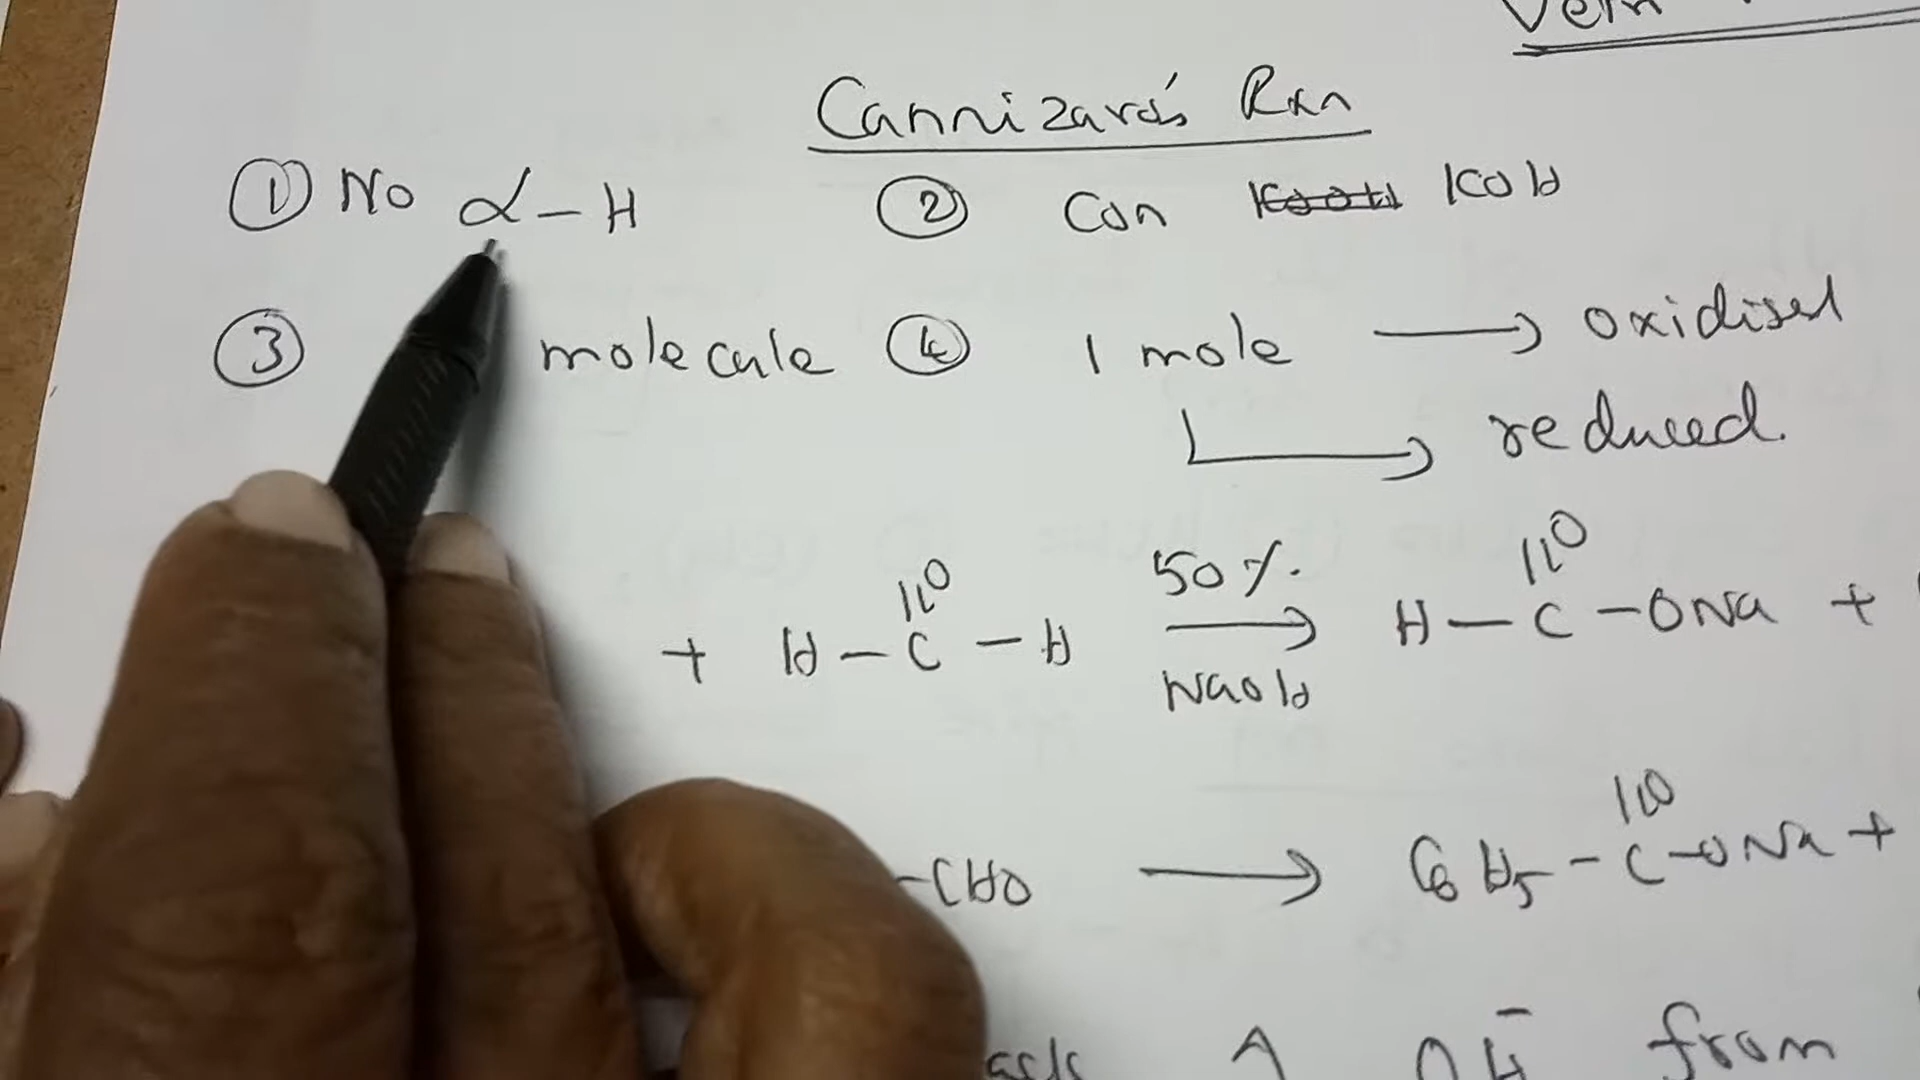 Cannizaro's Rxn
① No α-H ② Con KOH
③ molecule ④ 1 mole → oxidised
→ reduced.
+ H-C-H 50% → H-C-ONa +
O O
NaOH
-CHO → C6H5-C-ONa +
O
OH⁻ from